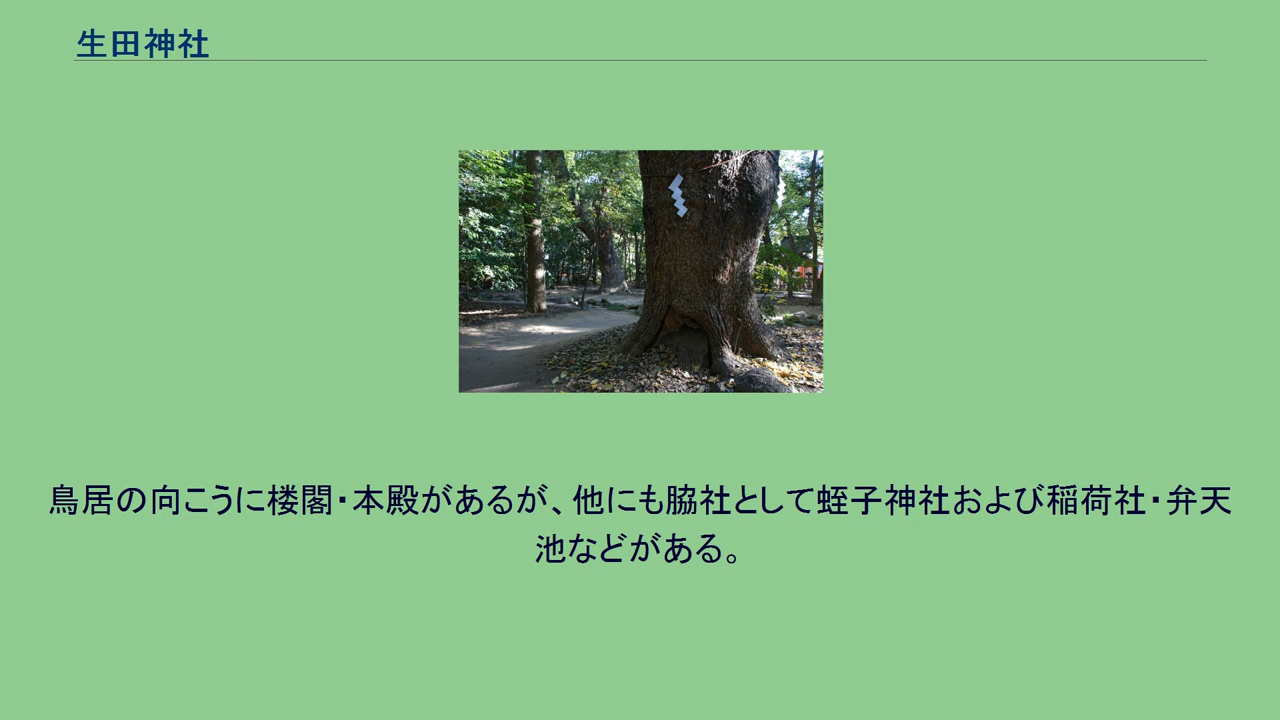 生田神社
鳥居の向こうに楼閣・本殿があるが、他にも脇社として蛭子神社および稲荷社・弁天
池などがある。